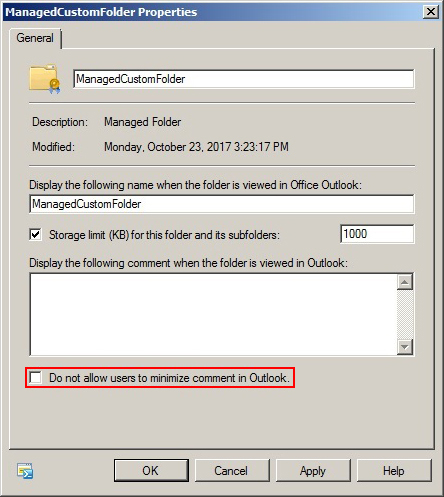 ManagedCustomFolder Properties
General
ManagedCustomFolder
Description: Managed Folder
Modified: Monday, October 23, 2017 3:23:17 PM
Display the following name when the folder is viewed in Office Outlook:
ManagedCustomFolder
Storage limit (KB) for this folder and its subfolders: 1000
Display the following comment when the folder is viewed in Outlook:
Do not allow users to minimize comment in Outlook.
OK Cancel Apply Help